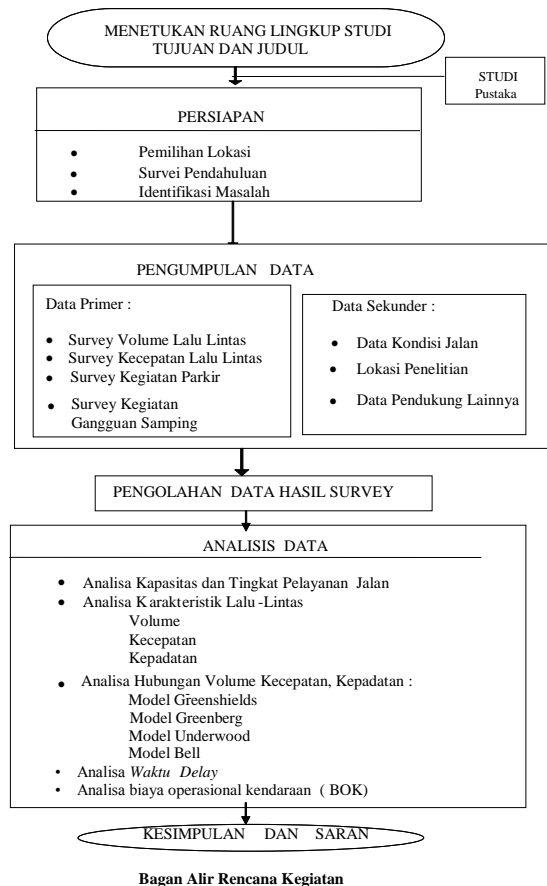 MENETUKAN RUANG LINGKUP STUDI
TUJUAN DAN JUDUL
STUDI
Pustaka
PERSIAPAN
• Pemilihan Lokasi
• Survei Pendahuluan
• Identifikasi Masalah
PENGUMPULAN DATA
Data Primer :
• Survey Volume Lalu Lintas
• Survey Kecepatan Lalu Lintas
• Survey Kegiatan Parkir
• Survey Kegiatan
Gangguan Samping
Data Sekunder :
• Data Kondisi Jalan
• Lokasi Penelitian
• Data Pendukung Lainnya
PENGOLAHAN DATA HASIL SURVEY
ANALISIS DATA
• Analisa Kapasitas dan Tingkat Pelayanan Jalan
• Analisa Karakteristik Lalu -Lintas
Volume
Kecepatan
Kepadatan
• Analisa Hubungan Volume Kecepatan, Kepadatan :
Model Greenshields
Model Greenberg
Model Underwood
Model Bell
• Analisa Waktu Delay
• Analisa biaya operasional kendaraan ( BOK)
KESIMPULAN DAN SARAN
Bagan Alir Rencana Kegiatan